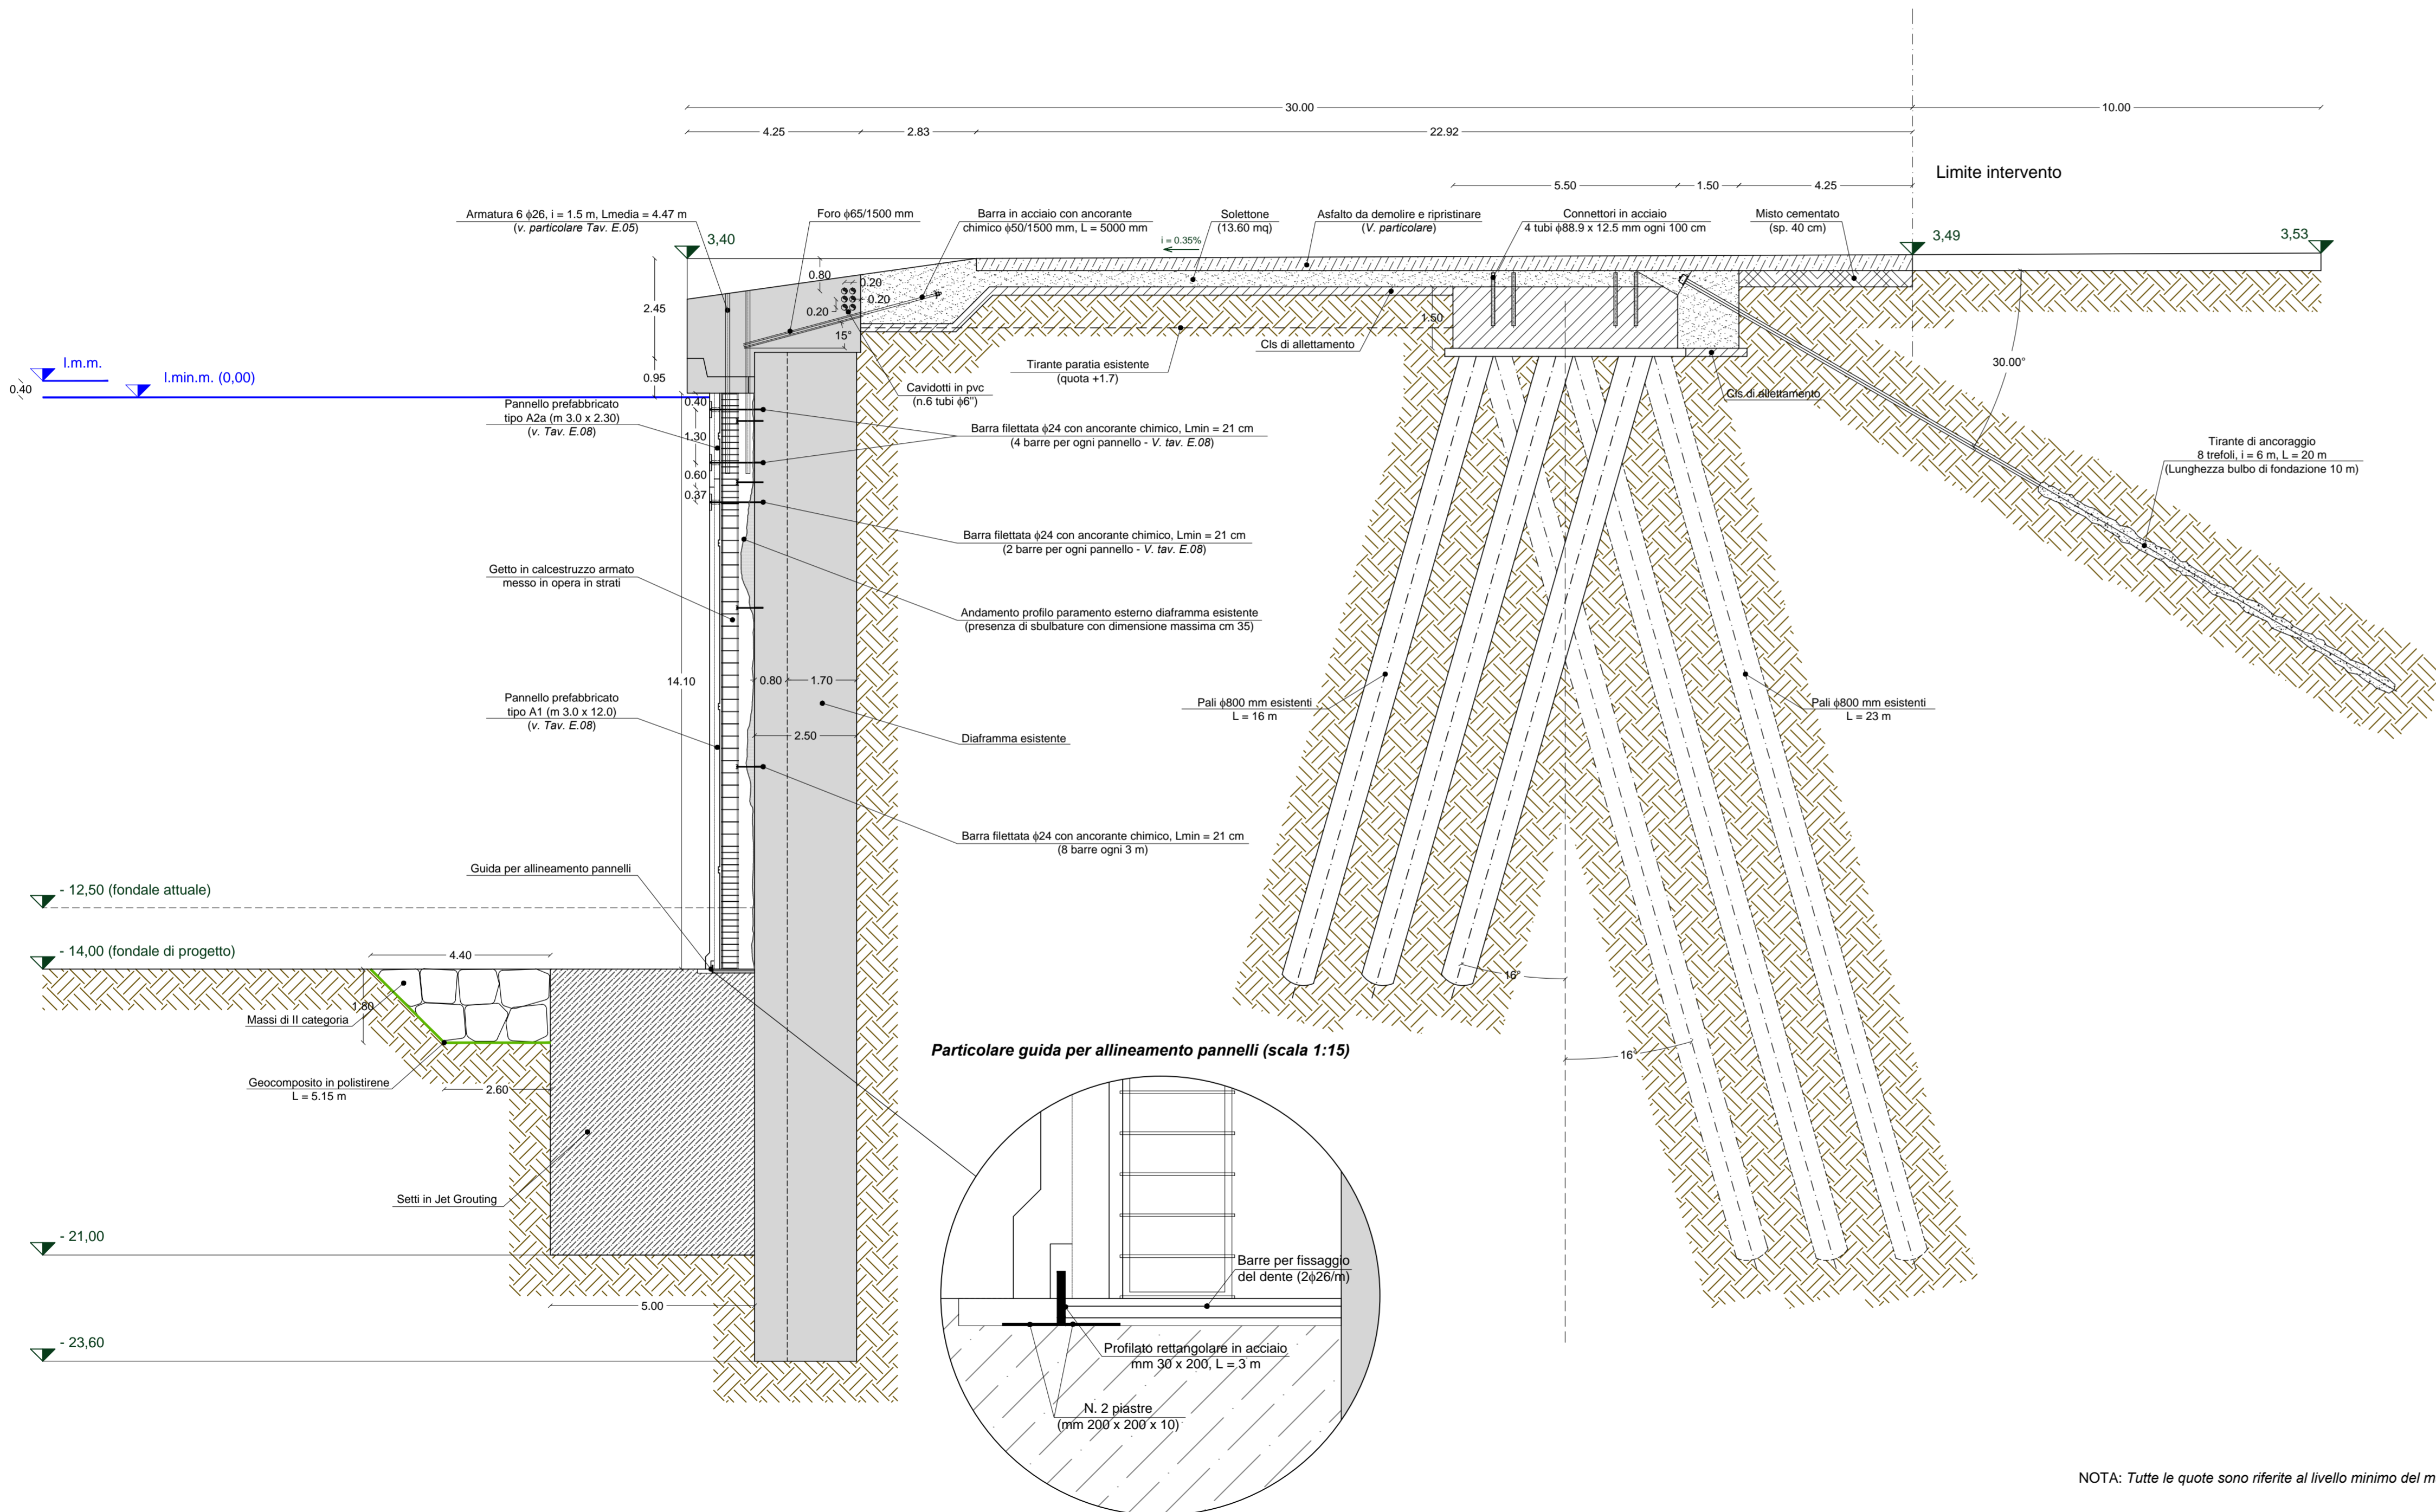 30.00
10.00
4.25
2.83
22.92
Limite intervento
5.50
1.50
4.25
Armatura 6 ϕ26, i = 1.5 m, Lmedia = 4.47 m
(v. particolare Tav. E.05)
Foro ϕ65/1500 mm
Barra in acciaio con ancorante
chimico ϕ50/1500 mm, L = 5000 mm
Solettone
(13.60 mq)
Asfalto da demolire e ripristinare
(V. particolare)
Connettori in acciaio
4 tubi ϕ88.9 x 12.5 mm ogni 100 cm
Misto cementato
(sp. 40 cm)
3,40
i = 0.35%
3,49
3,53
0.80
0.20
0.20
0.20
2.45
15°
1.50
Cls di allettamento
Tirante paratia esistente
(quota +1.7)
l.m.m.
l.min.m. (0,00)
0.40
0.95
30.00°
Cavidotti in pvc
(n.6 tubi ϕ6")
Cls di allettamento
Pannello prefabbricato
tipo A2a (m 3.0 x 2.30)
(v. Tav. E.08)
0.40
1.30
0.60
0.37
Barra filettata ϕ24 con ancorante chimico, Lmin = 21 cm
(4 barre per ogni pannello - V. tav. E.08)
Tirante di ancoraggio
8 trefoli, i = 6 m, L = 20 m
(Lunghezza bulbo di fondazione 10 m)
Barra filettata ϕ24 con ancorante chimico, Lmin = 21 cm
(2 barre per ogni pannello - V. tav. E.08)
Getto in calcestruzzo armato
messo in opera in strati
Andamento profilo paramento esterno diaframma esistente
(presenza di sbulbature con dimensione massima cm 35)
14.10
0.80
1.70
Pannello prefabbricato
tipo A1 (m 3.0 x 12.0)
(v. Tav. E.08)
Pali ϕ800 mm esistenti
L = 16 m
Pali ϕ800 mm esistenti
L = 23 m
2.50
Diaframma esistente
Barra filettata ϕ24 con ancorante chimico, Lmin = 21 cm
(8 barre ogni 3 m)
Guida per allineamento pannelli
- 12,50 (fondale attuale)
- 14,00 (fondale di progetto)
4.40
16°
1.80
Massi di II categoria
Particolare guida per allineamento pannelli (scala 1:15)
16°
Geocomposito in polistirene
L = 5.15 m
2.60
Setti in Jet Grouting
- 21,00
Barre per fissaggio
del dente (2ϕ26/m)
5.00
- 23,60
Profilato rettangolare in acciaio
mm 30 x 200, L = 3 m
N. 2 piastre
(mm 200 x 200 x 10)
NOTA: Tutte le quote sono riferite al livello minimo del m